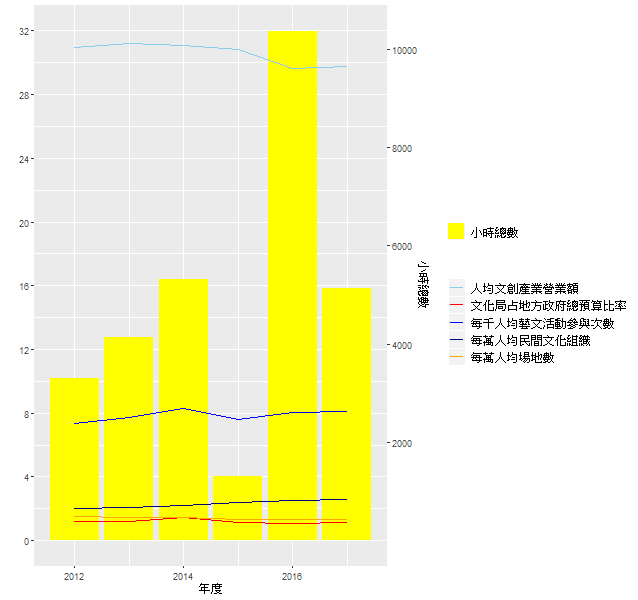 32
28
24
20
16
12
8
4
0
10000
8000
6000
4000
2000
2012
2014
2016
年度
小時總數
小時總數
人均文創產業營業額
文化局占地方政府總預算比率
每千人均藝文活動參與次數
每萬人均民間文化組織
每萬人均場地數